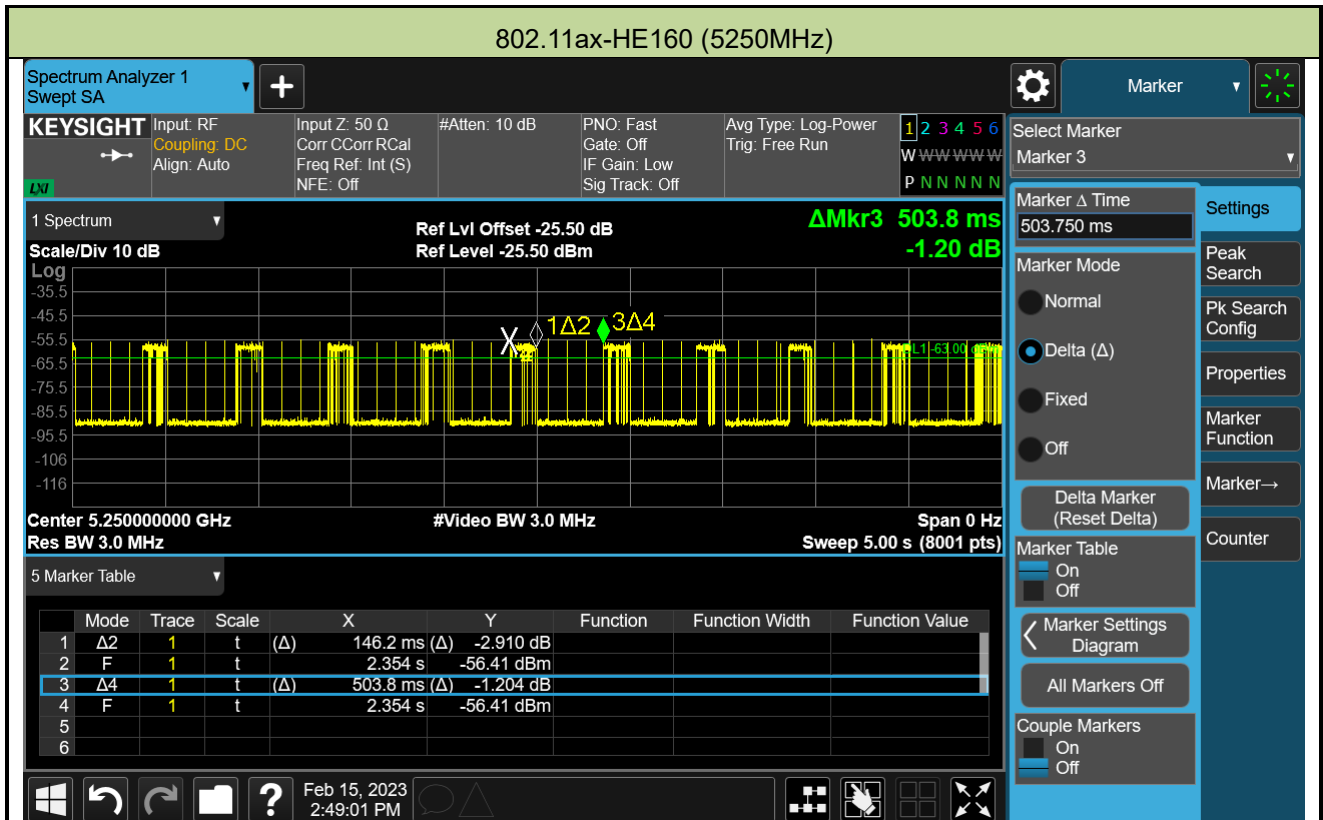 802.11ax-HE160 (5250MHz)
Spectrum Analyzer 1
Swept SA
Marker
KEYSIGHT
LXI
Input: RF
Coupling: DC
Align: Auto
Input Z: 50 Ω
Corr CCorr RCal
Freq Ref: Int (S)
NFE: Off
#Atten: 10 dB
PNO: Fast
Gate: Off
IF Gain: Low
Sig Track: Off
Avg Type: Log-Power
Trig: Free Run
1 2 3 4 5 6
W W W W W W
P N N N N N
1 Spectrum
Scale/Div 10 dB
Ref Lvl Offset -25.50 dB
Ref Level -25.50 dBm
ΔMkr3 503.8 ms
-1.20 dB
Log
-35.5
-45.5
-55.5
-65.5
-75.5
-85.5
-95.5
-106
-116
X
1Δ2
3Δ4
DL1 -63.00 dBm
Center 5.250000000 GHz
#Video BW 3.0 MHz
Span 0 Hz
Res BW 3.0 MHz
Sweep 5.00 s (8001 pts)
5 Marker Table
Mode Trace Scale X Y Function Function Width Function Value
1 Δ2 1 t (Δ) 146.2 ms (Δ) -2.910 dB
2 F 1 t 2.354 s -56.41 dBm
3 Δ4 1 t (Δ) 503.8 ms (Δ) -1.204 dB
4 F 1 t 2.354 s -56.41 dBm
5
6
Feb 15, 2023
2:49:01 PM
Select Marker
Marker 3
Marker Δ Time
503.750 ms
Marker Mode
Normal
Delta (Δ)
Fixed
Off
Delta Marker
(Reset Delta)
Marker Table
On
Off
Marker Settings
Diagram
All Markers Off
Couple Markers
On
Off
Settings
Peak
Search
Pk Search
Config
Properties
Marker
Function
Marker→
Counter